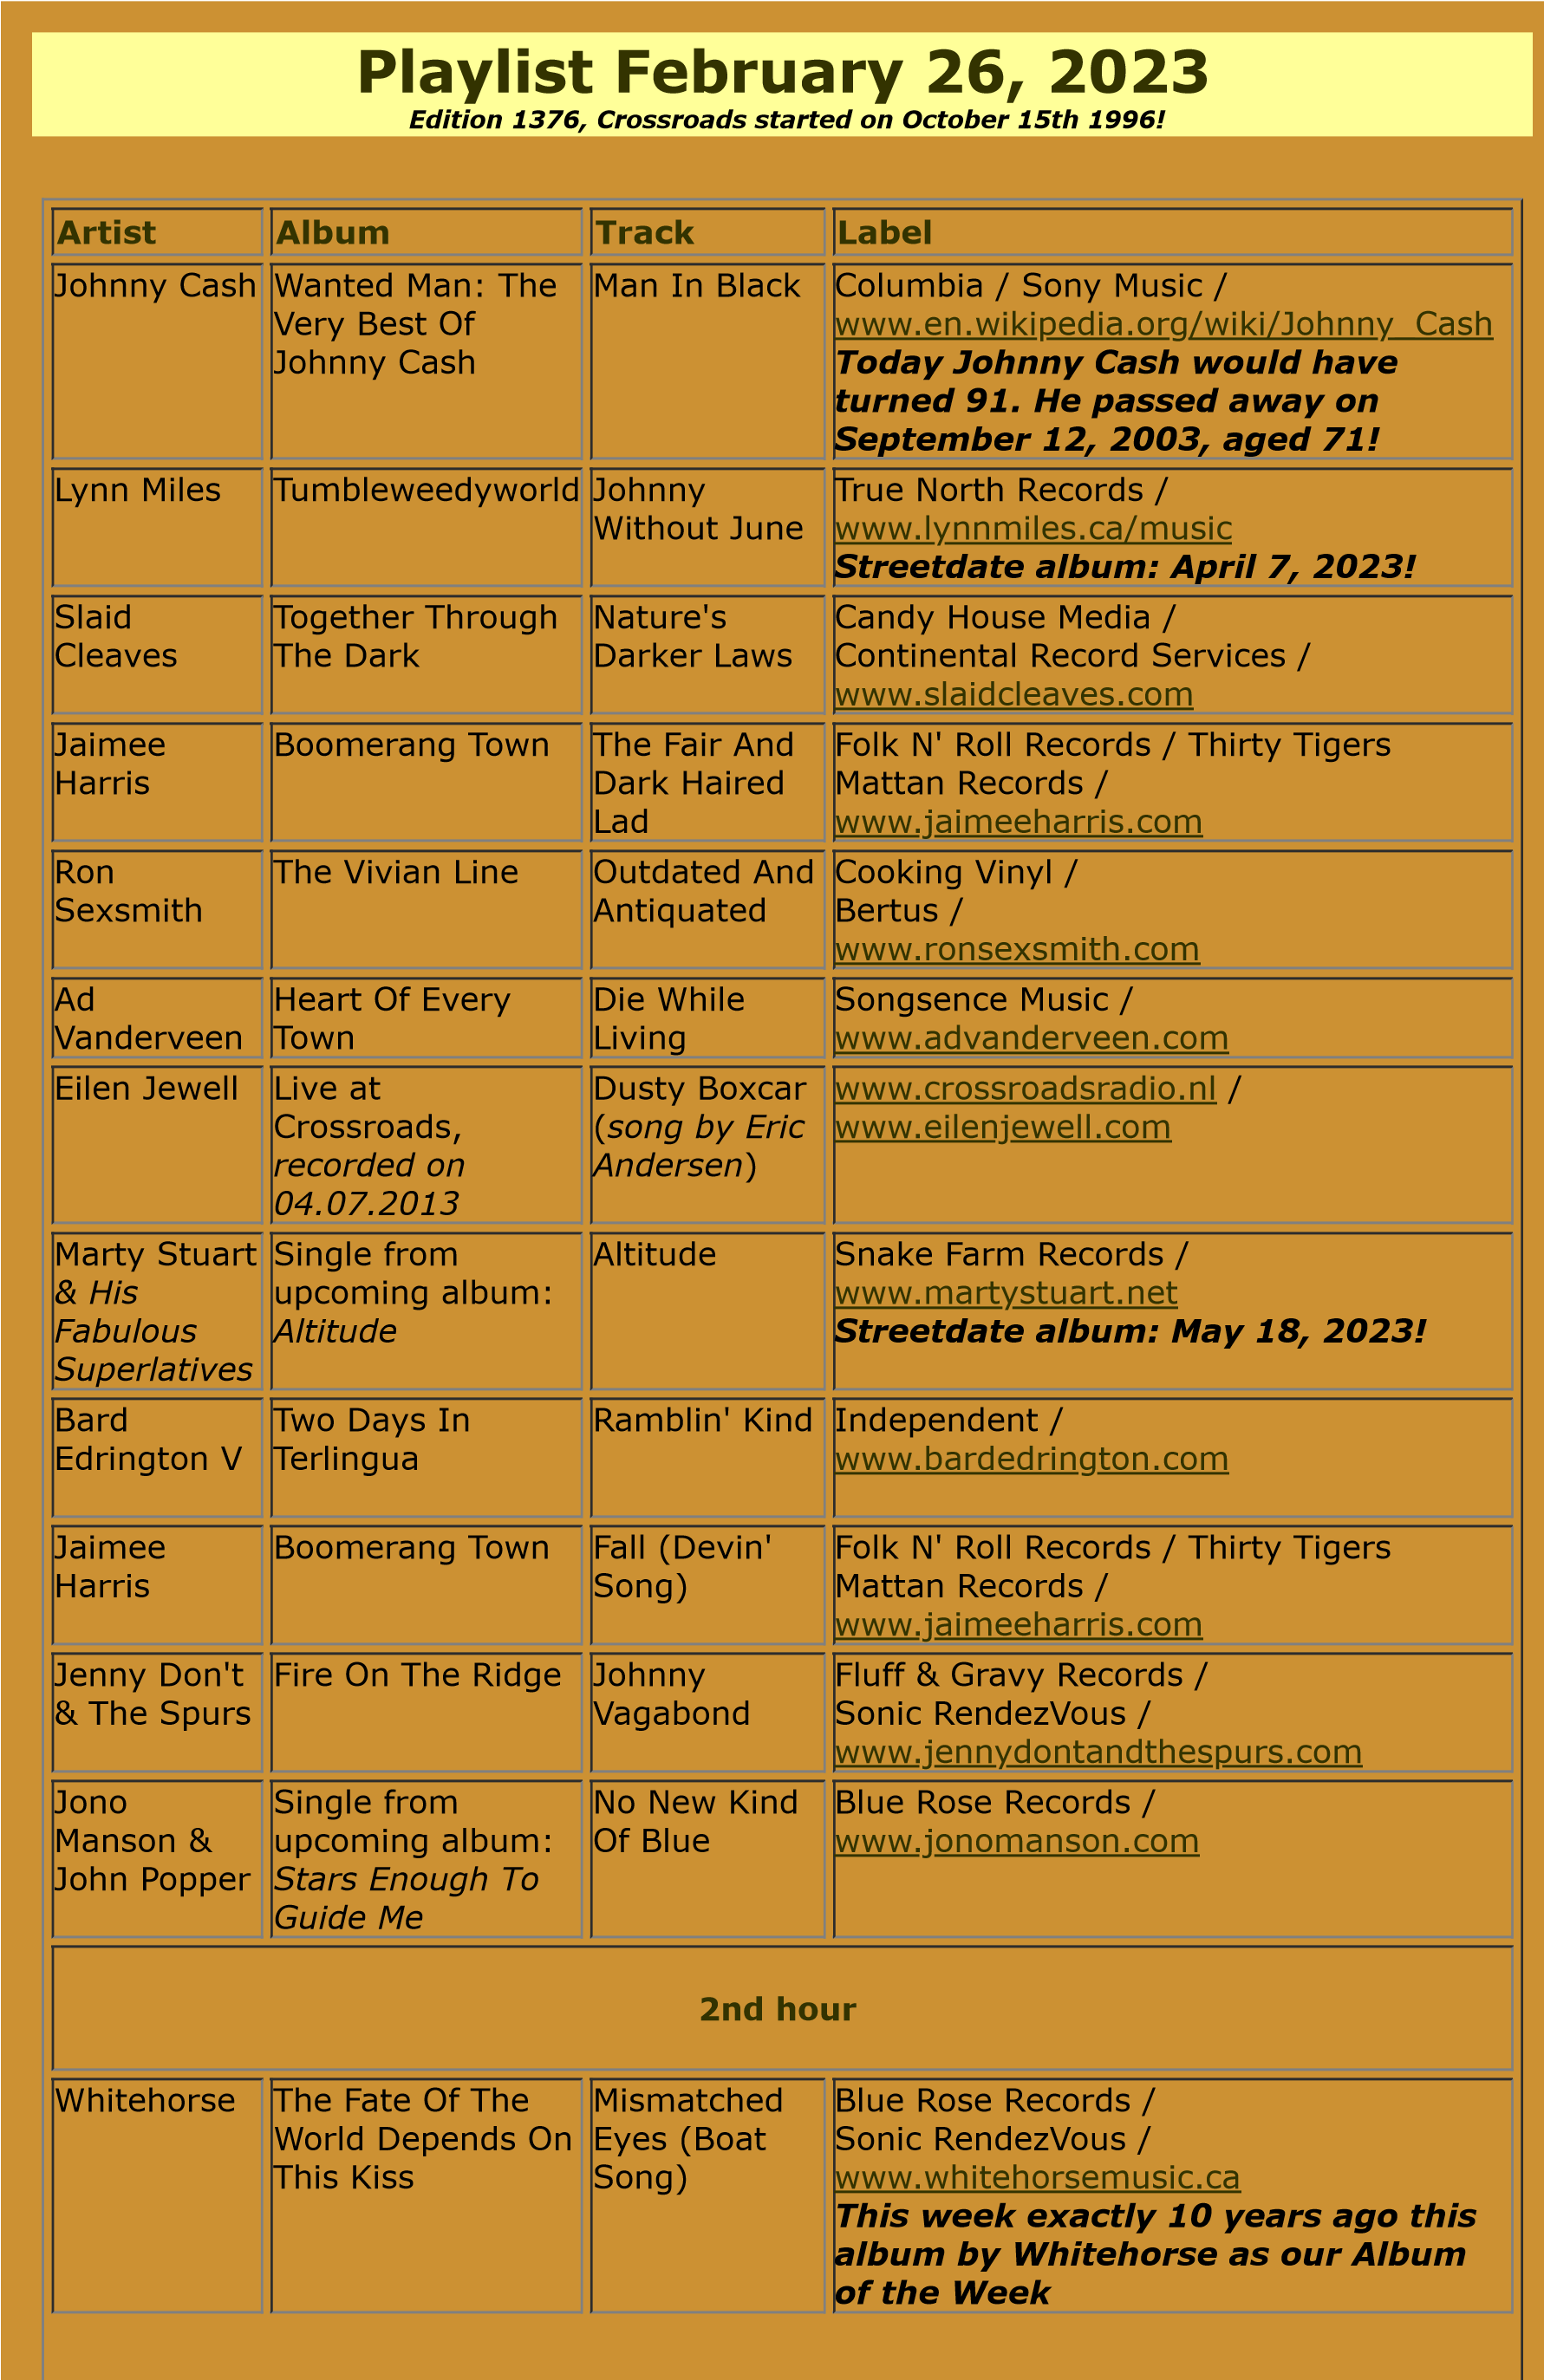 Playlist February 26, 2023
Edition 1376, Crossroads started on October 15th 1996!
Artist
Album
Track
Label
Johnny Cash
Wanted Man: The
Very Best Of
Johnny Cash
Man In Black
Columbia / Sony Music /
www.en.wikipedia.org/wiki/Johnny_Cash
Today Johnny Cash would have
turned 91. He passed away on
September 12, 2003, aged 71!
Lynn Miles
Tumbleweedyworld
Johnny
Without June
True North Records /
www.lynnmiles.ca/music
Streetdate album: April 7, 2023!
Slaid
Cleaves
Together Through
The Dark
Nature's
Darker Laws
Candy House Media /
Continental Record Services /
www.slaidcleaves.com
Jaimee
Harris
Boomerang Town
The Fair And
Dark Haired
Lad
Folk N' Roll Records / Thirty Tigers
Mattan Records /
www.jaimeeharris.com
Ron
Sexsmith
The Vivian Line
Outdated And
Antiquated
Cooking Vinyl /
Bertus /
www.ronsexsmith.com
Ad
Vanderveen
Heart Of Every
Town
Die While
Living
Songsence Music /
www.advanderveen.com
Eilen Jewell
Live at
Crossroads,
recorded on
04.07.2013
Dusty Boxcar
(song by Eric
Andersen)
www.crossroadsradio.nl /
www.eilenjewell.com
Marty Stuart
& His
Fabulous
Superlatives
Single from
upcoming album:
Altitude
Altitude
Snake Farm Records /
www.martystuart.net
Streetdate album: May 18, 2023!
Bard
Edrington V
Two Days In
Terlingua
Ramblin' Kind
Independent /
www.bardedrington.com
Jaimee
Harris
Boomerang Town
Fall (Devin'
Song)
Folk N' Roll Records / Thirty Tigers
Mattan Records /
www.jaimeeharris.com
Jenny Don't
& The Spurs
Fire On The Ridge
Johnny
Vagabond
Fluff & Gravy Records /
Sonic RendezVous /
www.jennydontandthespurs.com
Jono
Manson &
John Popper
Single from
upcoming album:
Stars Enough To
Guide Me
No New Kind
Of Blue
Blue Rose Records /
www.jonomanson.com
2nd hour
Whitehorse
The Fate Of The
World Depends On
This Kiss
Mismatched
Eyes (Boat
Song)
Blue Rose Records /
Sonic RendezVous /
www.whitehorsemusic.ca
This week exactly 10 years ago this
album by Whitehorse as our Album
of the Week